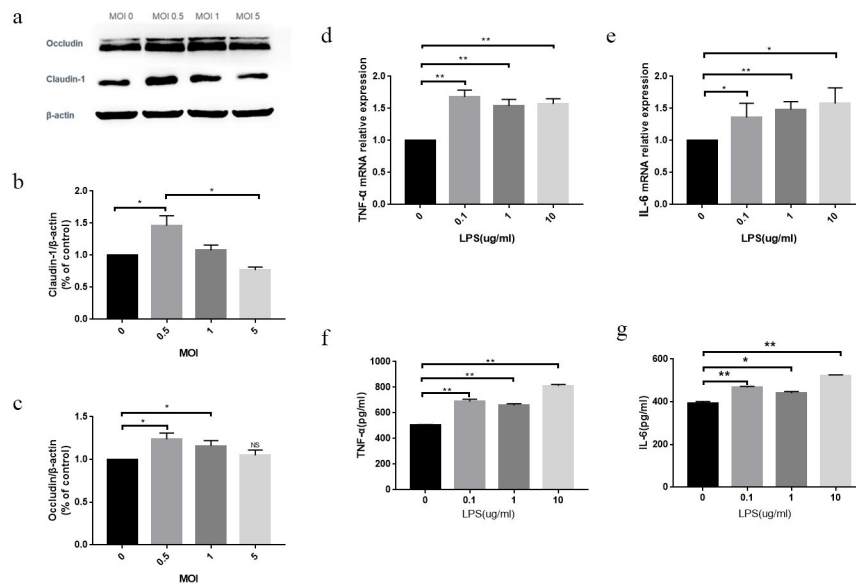 a
MOI 0 MOI 0.5 MOI 1 MOI 5
Occludin
Claudin-1
β-actin
b
Claudin-1/β-actin
(% of control)
2.0
1.5
1.0
0.5
0.0
* *
0 0.5 1 5
MOI
c
Occludin/β-actin
(% of control)
1.5
1.0
0.5
0.0
*
*
NS
0 0.5 1 5
MOI
d
TNF-α mRNA relative expression
2.0
1.5
1.0
0.5
0.0
**
**
**
0 0.1 1 10
LPS(ug/ml)
e
IL-6 mRNA relative expression
2.0
1.5
1.0
0.5
0.0
*
**
*
0 0.1 1 10
LPS(ug/ml)
f
TNF-α(pg/ml)
1000
800
600
400
200
0
**
**
**
0 0.1 1 10
LPS(ug/ml)
g
IL-6(pg/ml)
600
400
200
0
**
*
**
0 0.1 1 10
LPS(ug/ml)